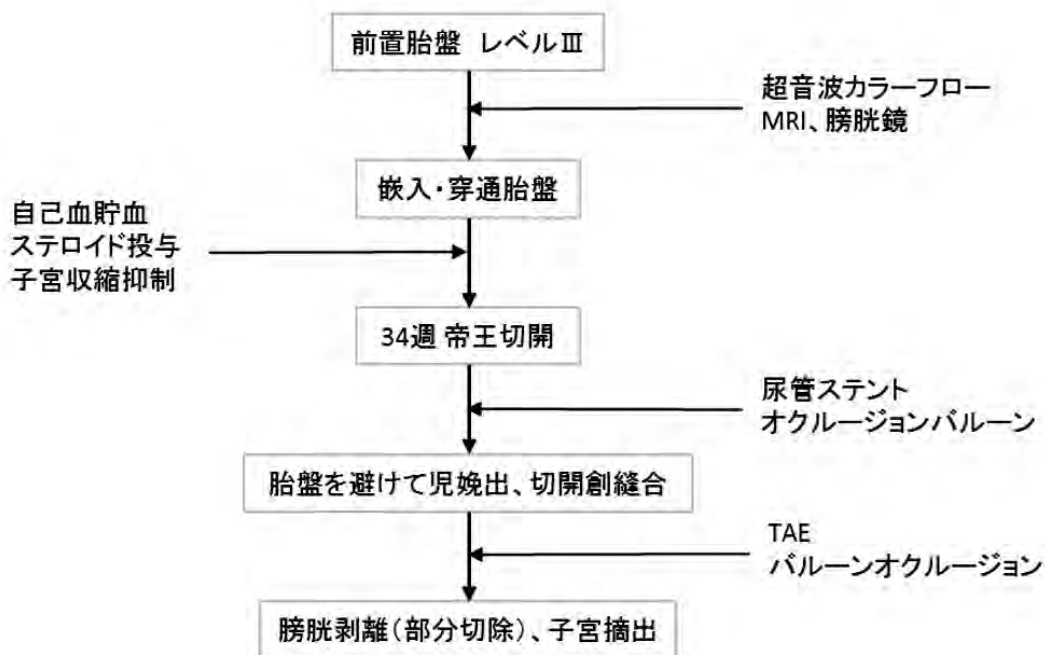 前置胎盤 レベルⅢ
超音波カラーフロー
MRI、膀胱鏡
嵌入・穿通胎盤
自己血貯血
ステロイド投与
子宮収縮抑制
34週 帝王切開
尿管ステント
オクルージョンバルーン
胎盤を避けて児娩出、切開創縫合
TAE
バルーンオクルージョン
膀胱剥離(部分切除)、子宮摘出